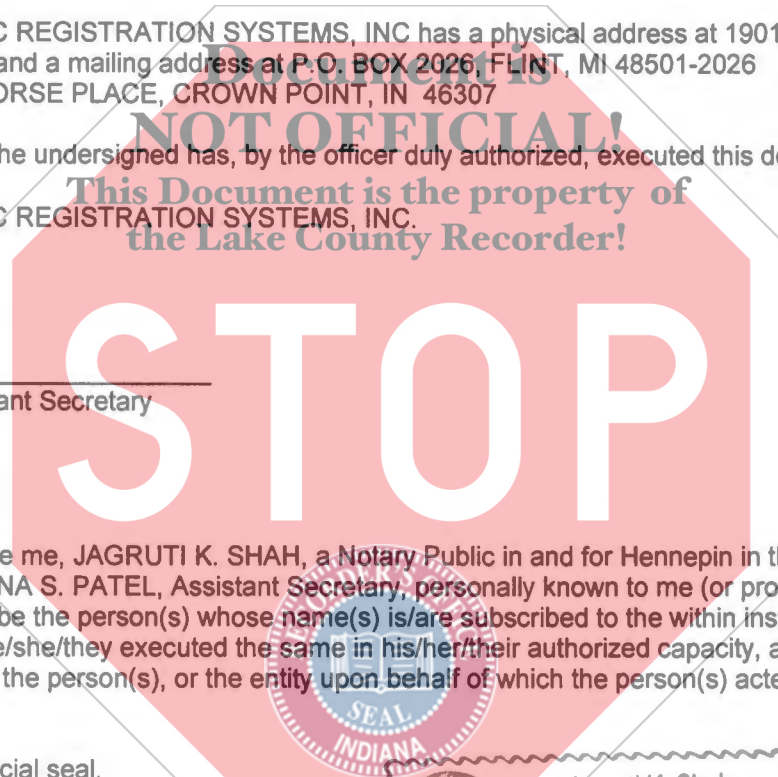 C REGISTRATION SYSTEMS, INC has a physical address at 1901
and a mailing address at P.O. BOX 2026, FLINT, MI 48501-2026
ORSE PLACE, CROWN POINT, IN 46307
Document is
NOT OFFICIAL!
he undersigned has, by the officer duly authorized, executed this do
This Document is the property of
C REGISTRATION SYSTEMS, INC.
the Lake County Recorder!
STOP
ant Secretary
e me, JAGRUTI K. SHAH, a Notary Public in and for Hennepin in th
NA S. PATEL, Assistant Secretary, personally known to me (or pro
be the person(s) whose name(s) is/are subscribed to the within ins
e/she/they executed the same in his/her/their authorized capacity, a
the person(s), or the entity upon behalf of which the person(s) acte
SEAL
INDIANA
cial seal.